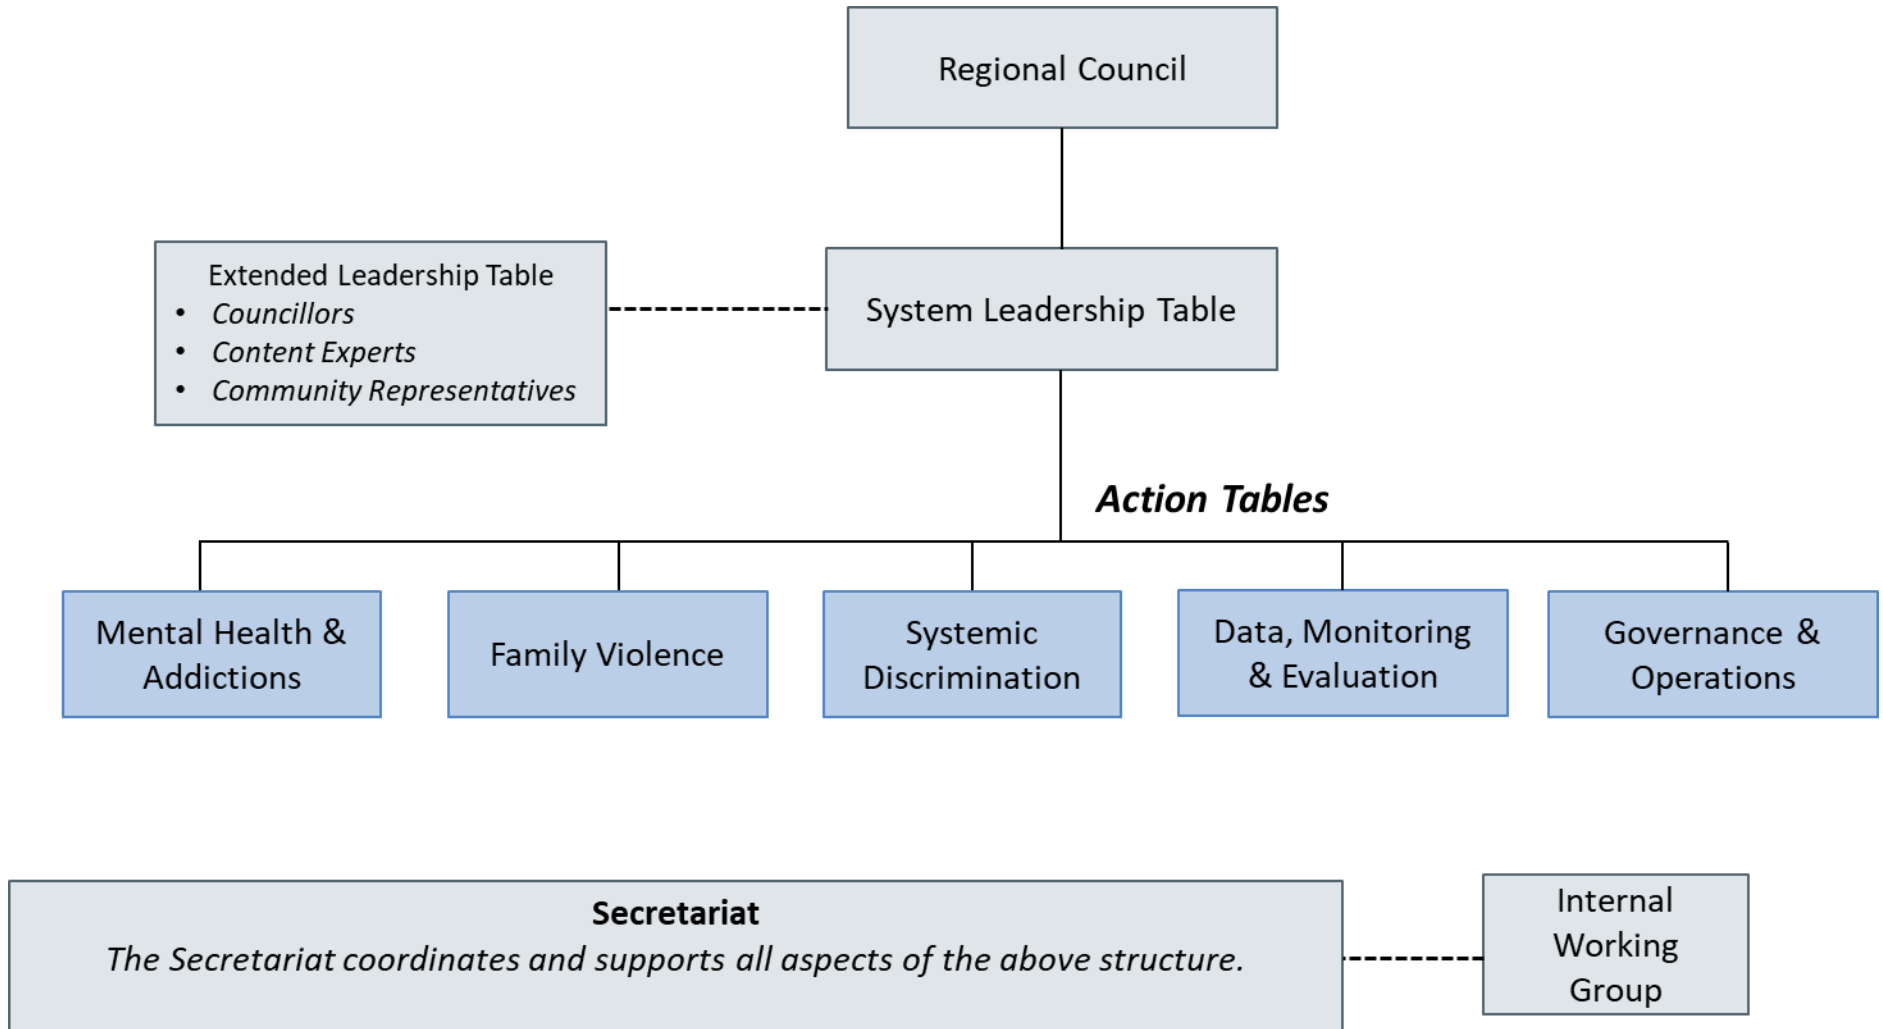 Regional Council
Extended Leadership Table
• Councillors
• Content Experts
• Community Representatives
System Leadership Table
Action Tables
Mental Health &
Addictions
Family Violence
Systemic
Discrimination
Data, Monitoring
& Evaluation
Governance &
Operations
Secretariat
The Secretariat coordinates and supports all aspects of the above structure.
Internal
Working
Group